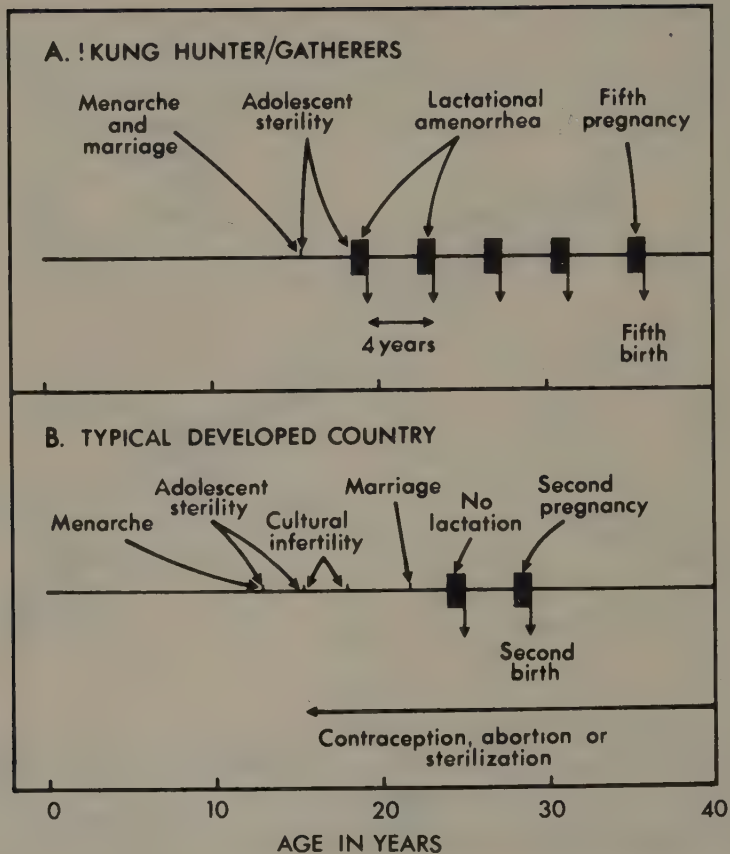 A. !KUNG HUNTER/GATHERERS
Menarche
and
marriage
Adolescent
sterility
Lactational
amenorrhea
Fifth
pregnancy
4 years
Fifth
birth
B. TYPICAL DEVELOPED COUNTRY
Menarche
Adolescent
sterility
Cultural
infertility
Marriage
No
lactation
Second
pregnancy
Second
birth
Contraception, abortion or
sterilization
0 10 20 30 40
AGE IN YEARS